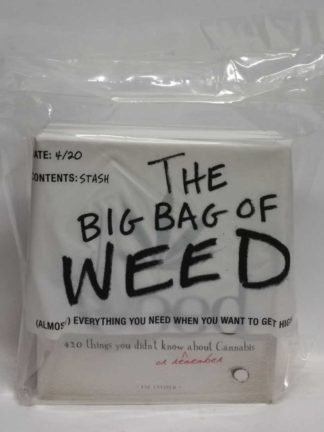 DATE: 4/20
CONTENTS: STASH
THE
BIG BAG OF
WEED
(ALMOST) EVERYTHING YOU NEED WHEN YOU WANT TO GET HIGH
420 things you didn't know about Cannabis
or remember